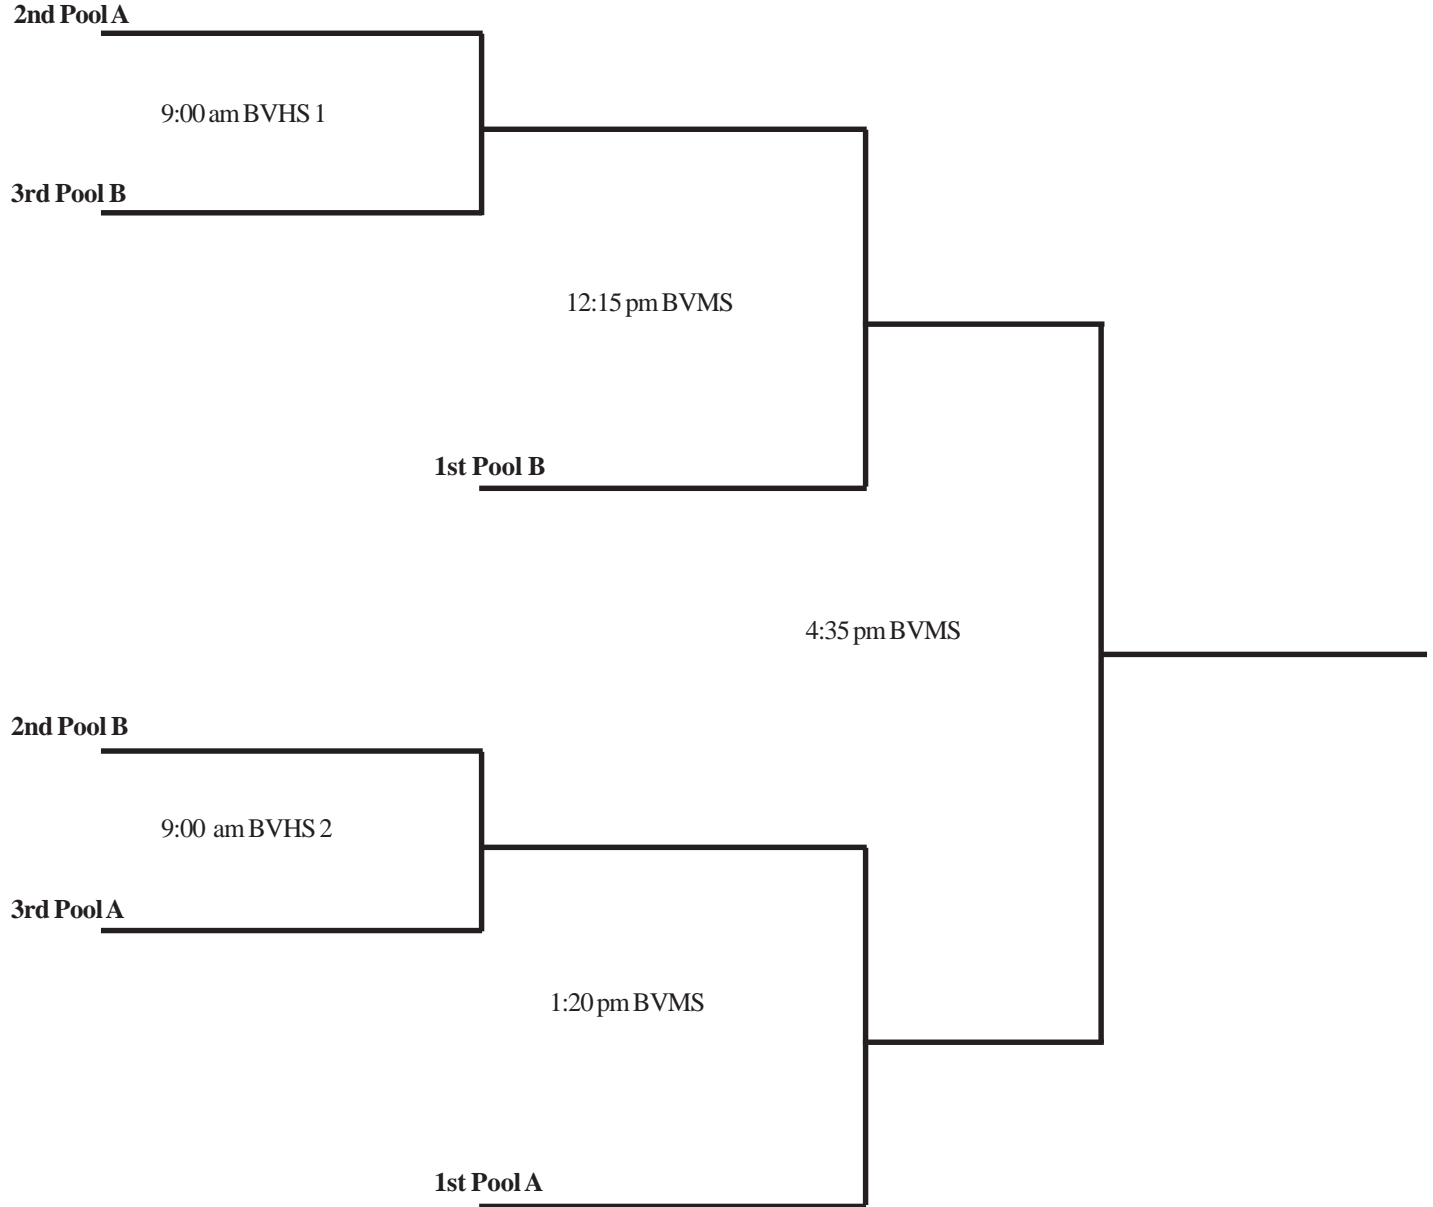 2nd Pool A
9:00 am BVHS 1
3rd Pool B
12:15 pm BVMS
1st Pool B
4:35 pm BVMS
2nd Pool B
9:00 am BVHS 2
3rd Pool A
1:20 pm BVMS
1st Pool A